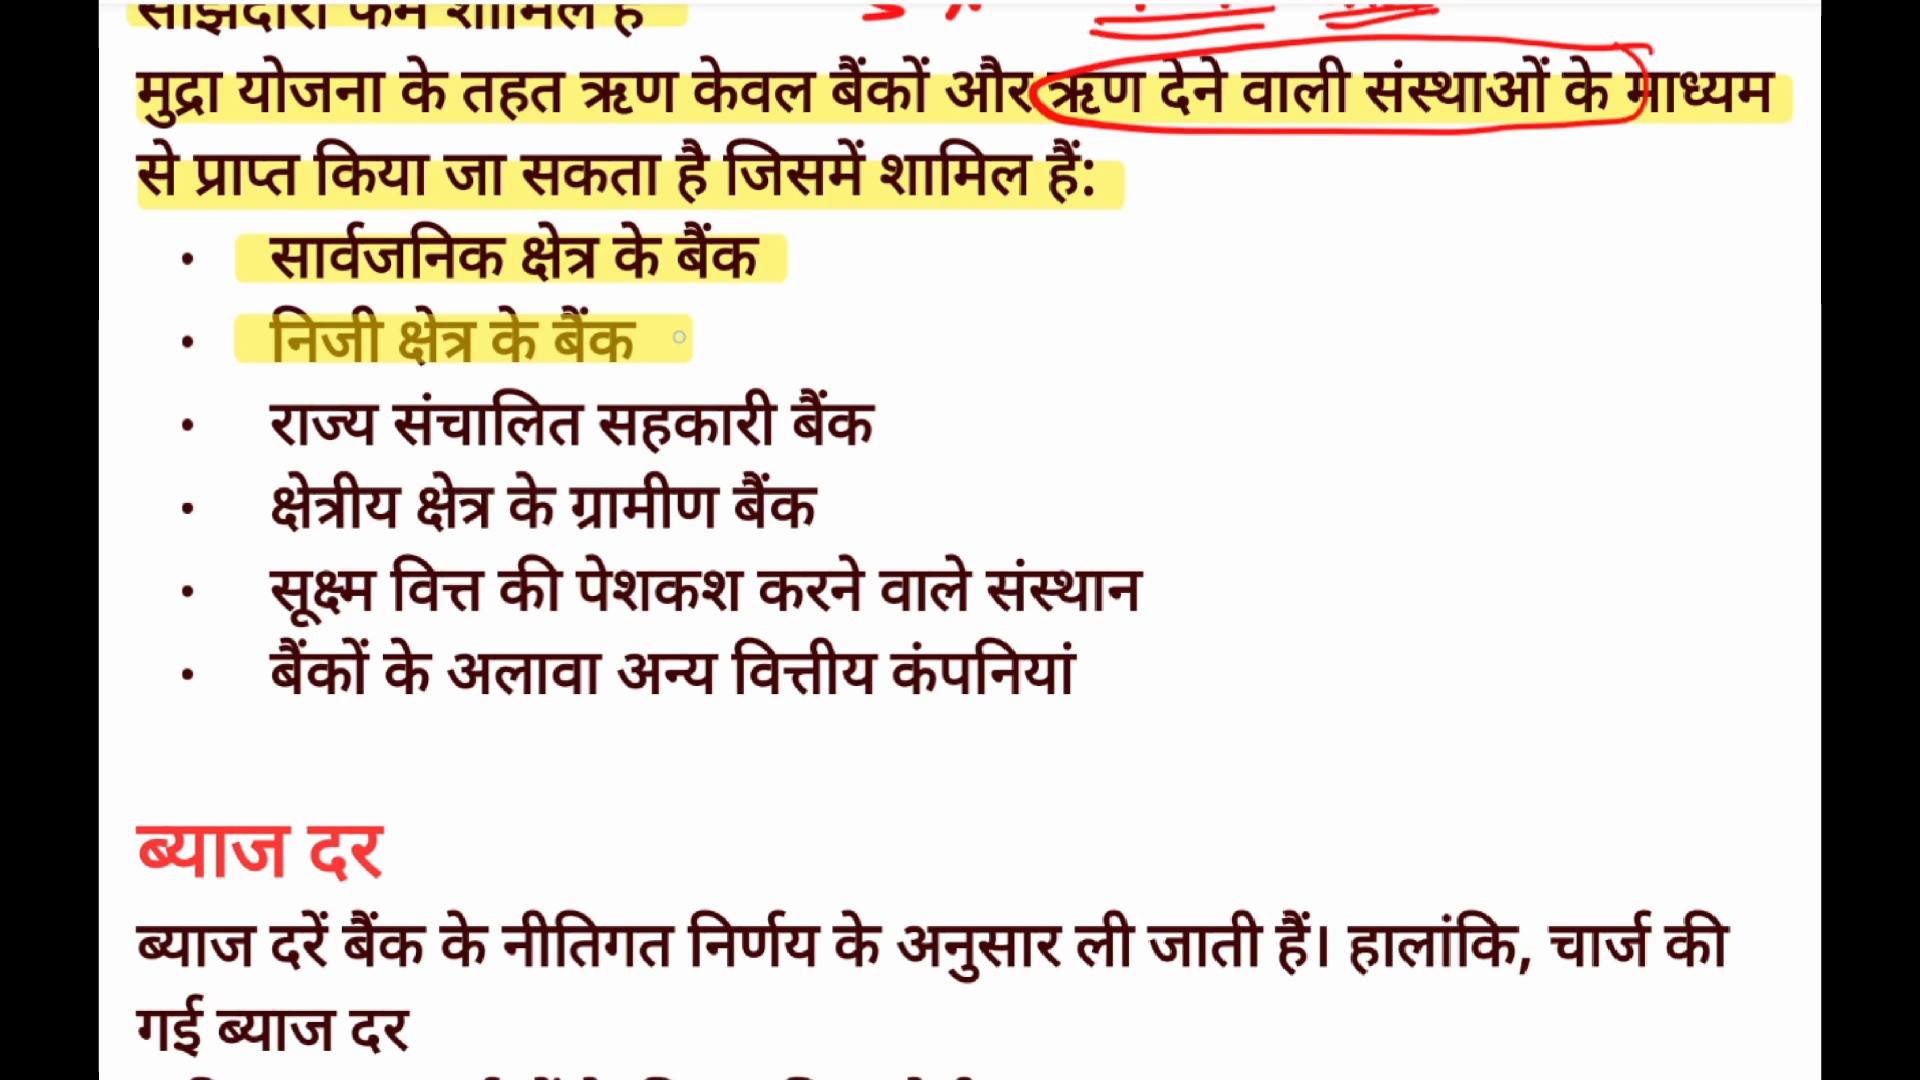 साझेदारी फर्म शामिल हैं
मुद्रा योजना के तहत ऋण केवल बैंकों और ऋण देने वाली संस्थाओं के माध्यम
से प्राप्त किया जा सकता है जिसमें शामिल हैं:
• सार्वजनिक क्षेत्र के बैंक
• निजी क्षेत्र के बैंक
• राज्य संचालित सहकारी बैंक
• क्षेत्रीय क्षेत्र के ग्रामीण बैंक
• सूक्ष्म वित्त की पेशकश करने वाले संस्थान
• बैंकों के अलावा अन्य वित्तीय कंपनियां
ब्याज दर
ब्याज दरें बैंक के नीतिगत निर्णय के अनुसार ली जाती हैं। हालांकि, चार्ज की
गई ब्याज दर